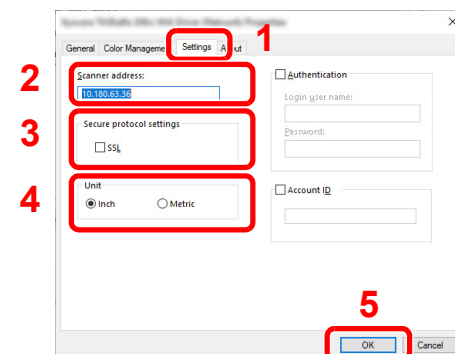 1
General Color Manageme Settings
2
Scanner address:
10.180.63.36
Authentication
Login user name:
Password:
3
Secure protocol settings
SSL
4
Unit
Inch Metric
Account ID
5
OK Cancel